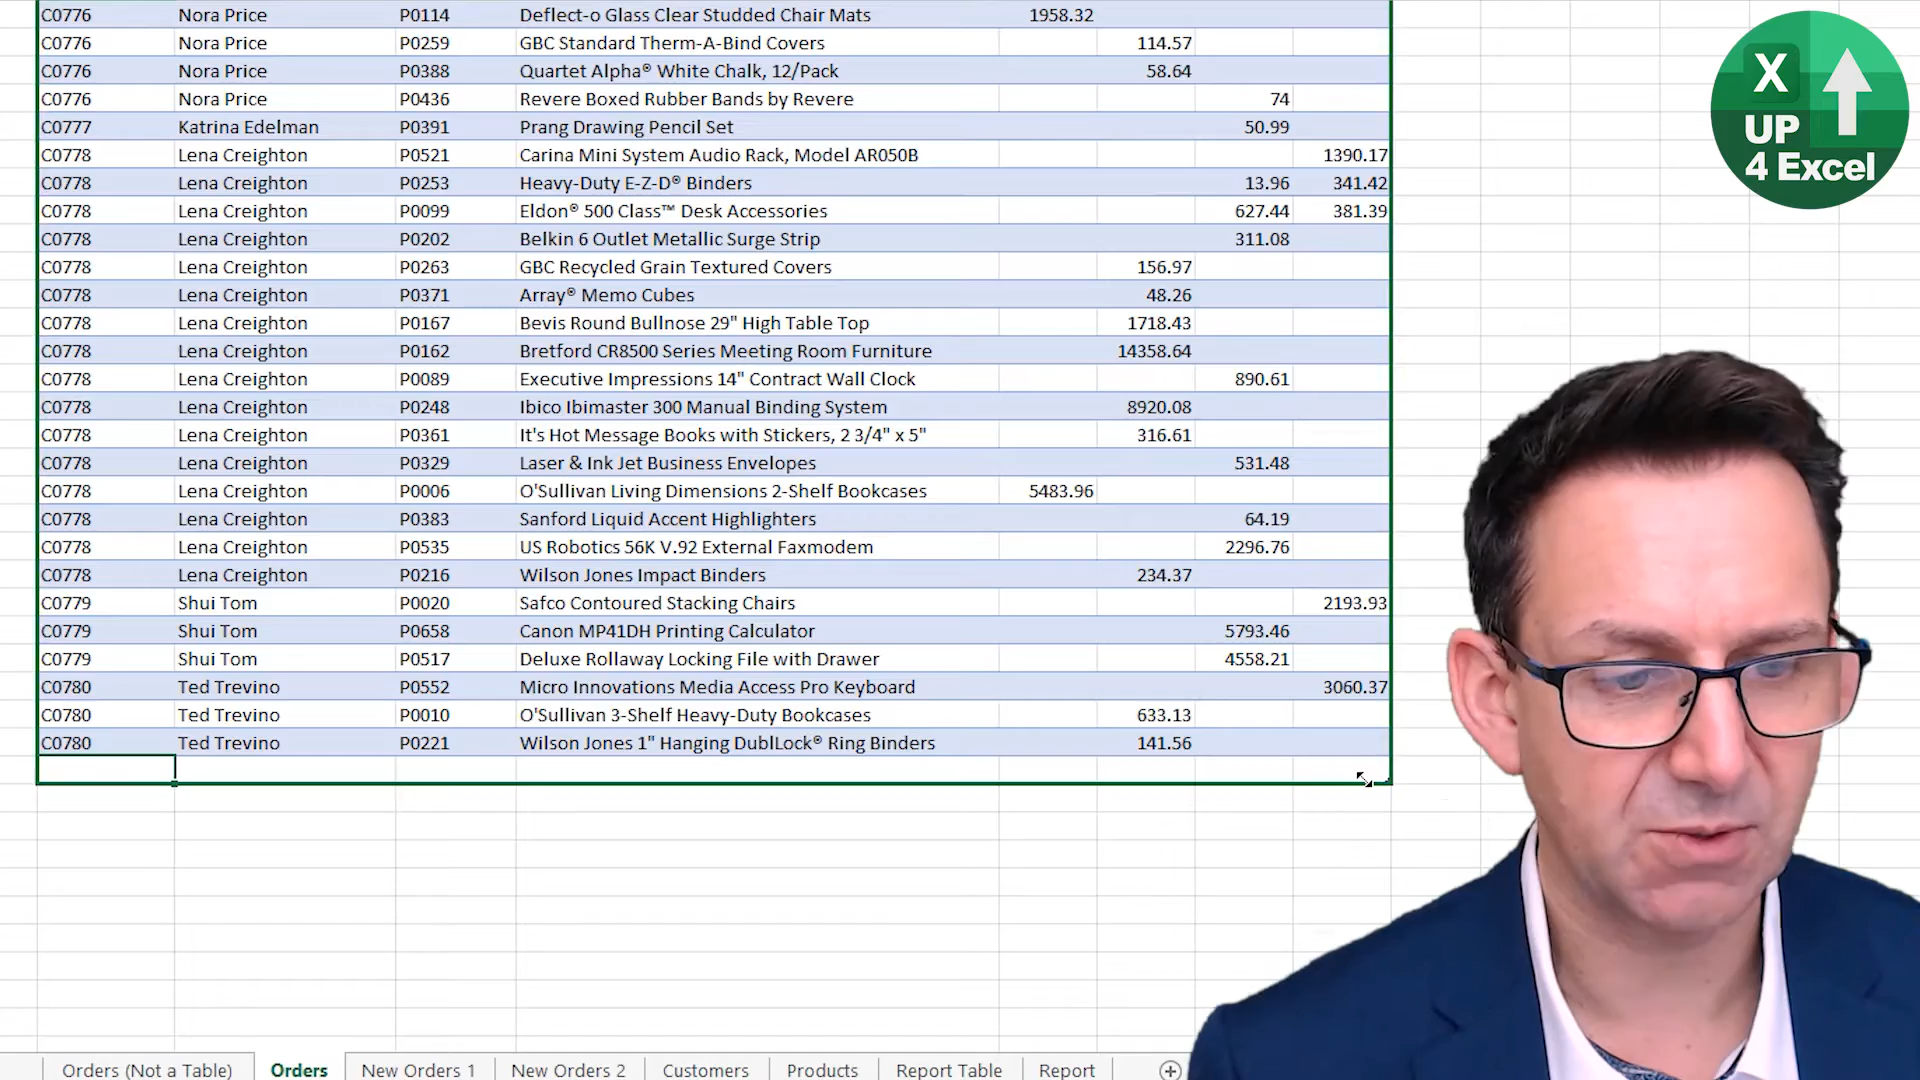 C0776 Nora Price P0114 Deflect-o Glass Clear Studded Chair Mats 1958.32
C0776 Nora Price P0259 GBC Standard Therm-A-Bind Covers 114.57
C0776 Nora Price P0388 Quartet Alpha® White Chalk, 12/Pack 58.64
C0776 Nora Price P0436 Revere Boxed Rubber Bands by Revere 74
C0777 Katrina Edelman P0391 Prang Drawing Pencil Set 50.99
C0778 Lena Creighton P0521 Carina Mini System Audio Rack, Model AR050B 1390.17
C0778 Lena Creighton P0253 Heavy-Duty E-Z-D® Binders 13.96 341.42
C0778 Lena Creighton P0099 Eldon® 500 Class™ Desk Accessories 627.44 381.39
C0778 Lena Creighton P0202 Belkin 6 Outlet Metallic Surge Strip 311.08
C0778 Lena Creighton P0263 GBC Recycled Grain Textured Covers 156.97
C0778 Lena Creighton P0371 Array® Memo Cubes 48.26
C0778 Lena Creighton P0167 Bevis Round Bullnose 29" High Table Top 1718.43
C0778 Lena Creighton P0162 Bretford CR8500 Series Meeting Room Furniture 14358.64
C0778 Lena Creighton P0089 Executive Impressions 14" Contract Wall Clock 890.61
C0778 Lena Creighton P0248 Ibico Ibimaster 300 Manual Binding System 8920.08
C0778 Lena Creighton P0361 It's Hot Message Books with Stickers, 2 3/4" x 5" 316.61
C0778 Lena Creighton P0329 Laser & Ink Jet Business Envelopes 531.48
C0778 Lena Creighton P0006 O'Sullivan Living Dimensions 2-Shelf Bookcases 5483.96
C0778 Lena Creighton P0383 Sanford Liquid Accent Highlighters 64.19
C0778 Lena Creighton P0535 US Robotics 56K V.92 External Faxmodem 2296.76
C0778 Lena Creighton P0216 Wilson Jones Impact Binders 234.37
C0779 Shui Tom P0020 Safco Contoured Stacking Chairs 2193.93
C0779 Shui Tom P0658 Canon MP41DH Printing Calculator 5793.46
C0779 Shui Tom P0517 Deluxe Rollaway Locking File with Drawer 4558.21
C0780 Ted Trevino P0552 Micro Innovations Media Access Pro Keyboard 3060.37
C0780 Ted Trevino P0010 O'Sullivan 3-Shelf Heavy-Duty Bookcases 633.13
C0780 Ted Trevino P0221 Wilson Jones 1" Hanging DublLock® Ring Binders 141.56
X
UP
4 Excel
Orders (Not a Table) Orders New Orders 1 New Orders 2 Customers Products Report Table Report